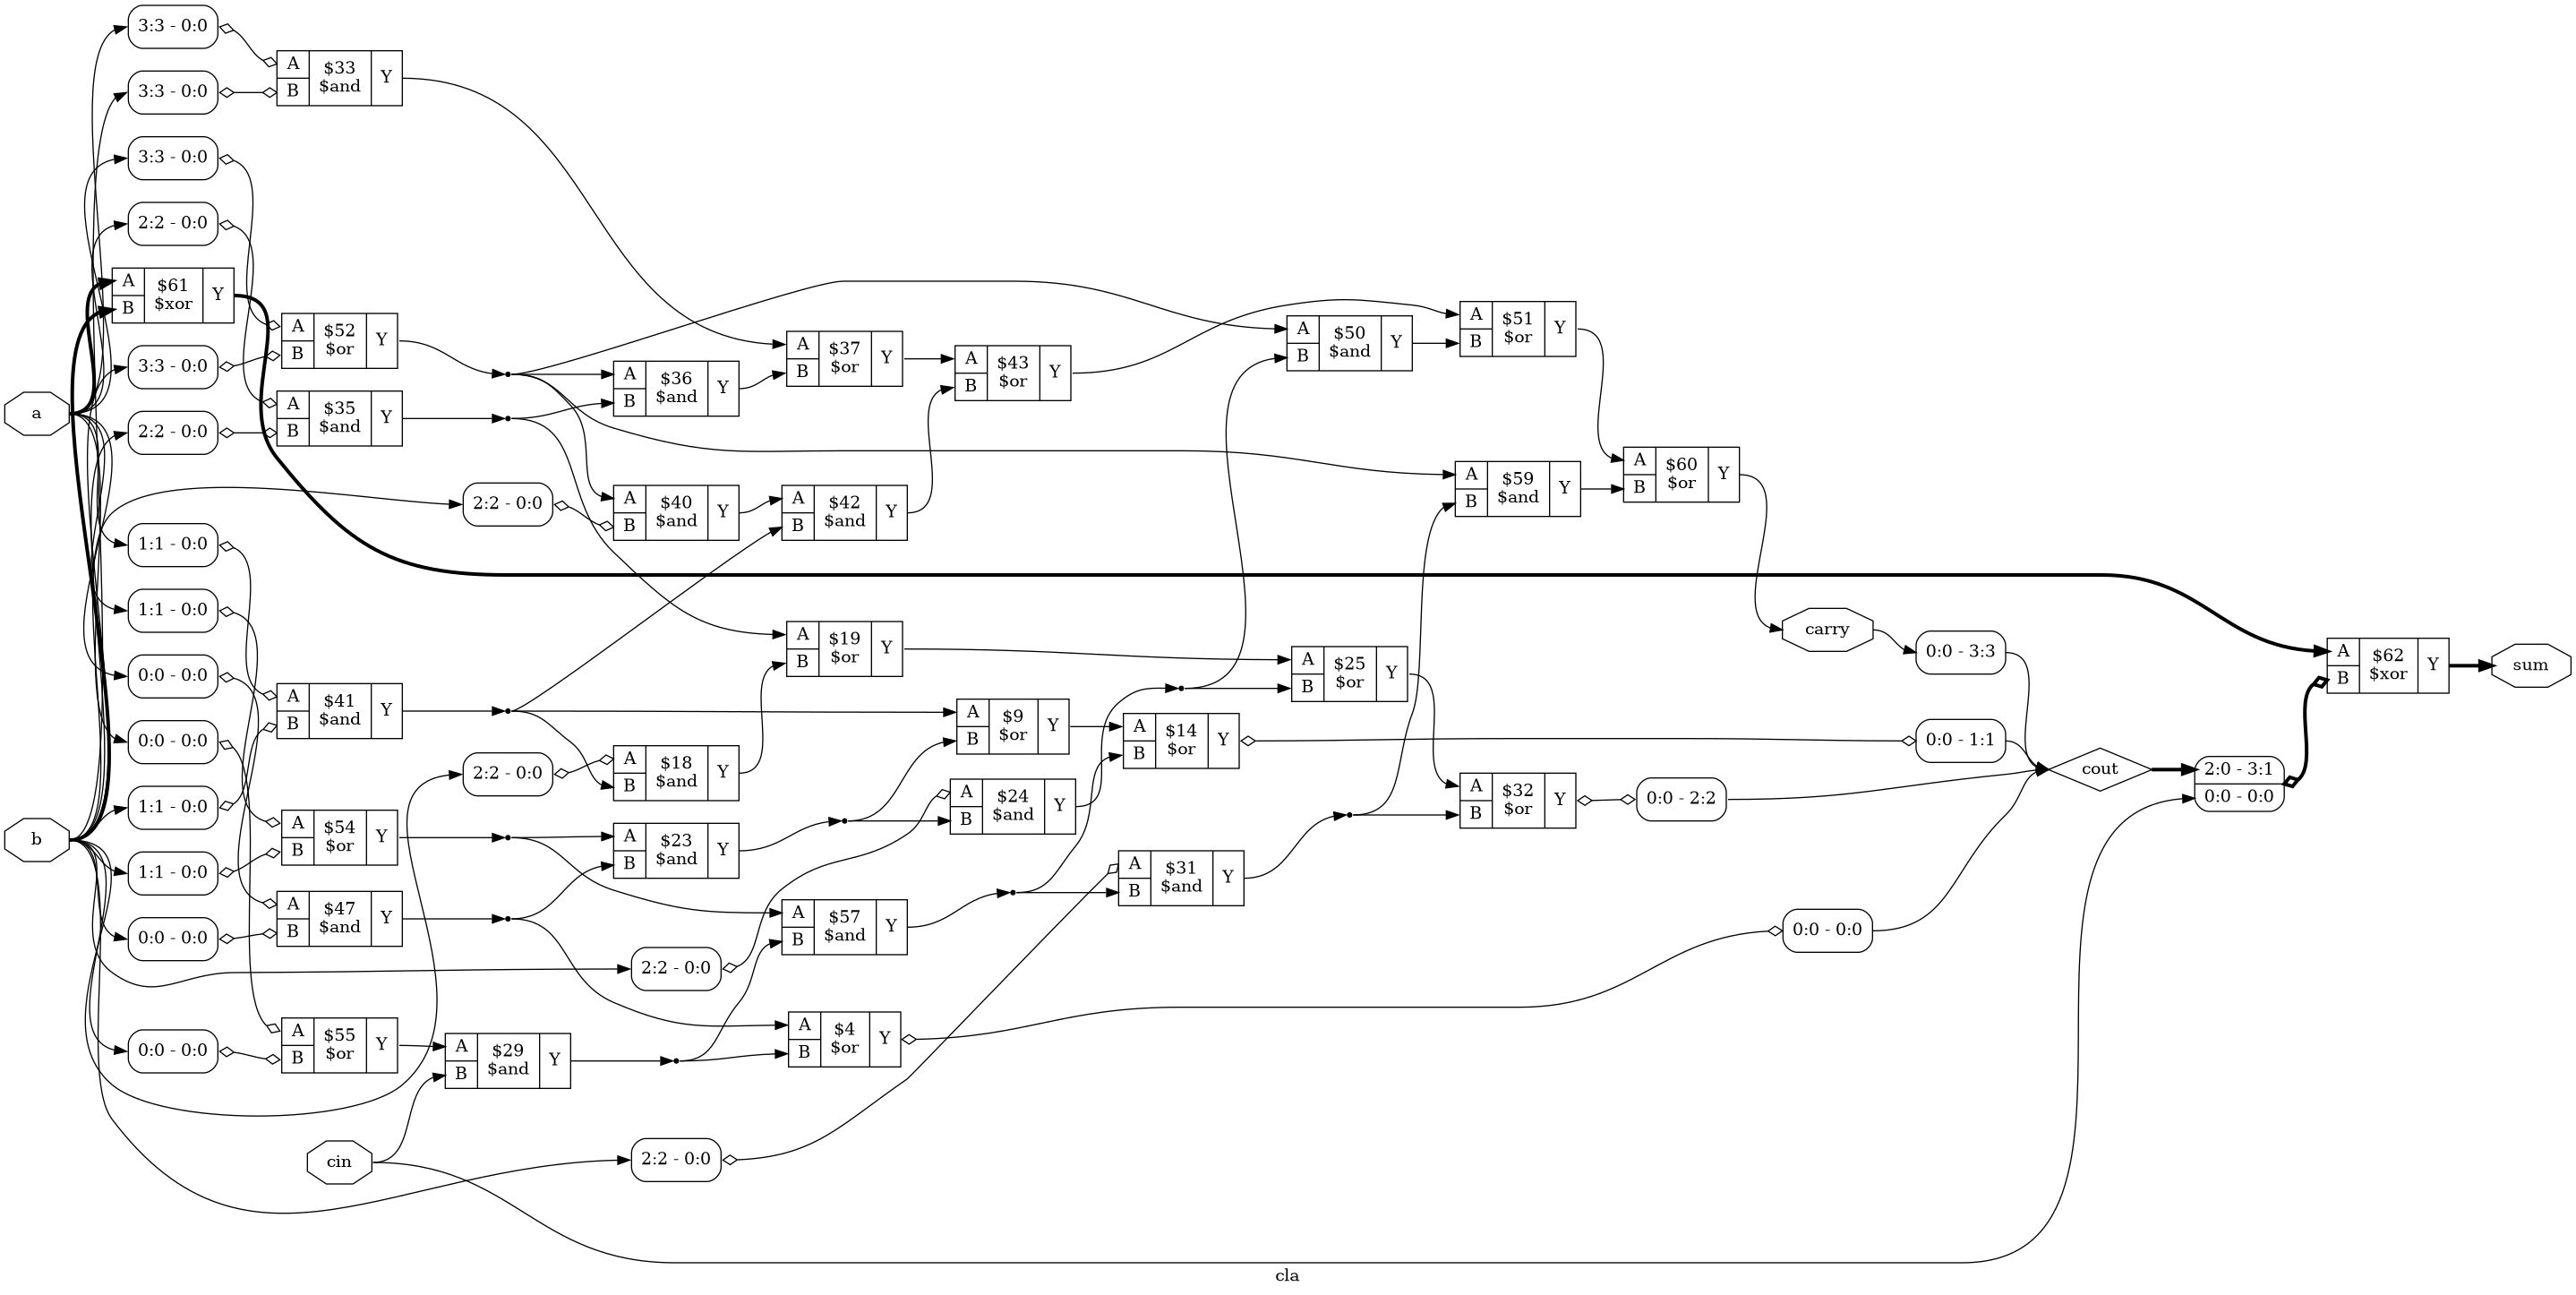 3:3 - 0:0
A
B
$33
$and
Y
3:3 - 0:0
3:3 - 0:0
2:2 - 0:0
A
B
$61
$xor
Y
A
B
$52
$or
Y
3:3 - 0:0
A
B
$35
$and
Y
2:2 - 0:0
a
A
B
$36
$and
Y
A
B
$37
$or
Y
A
B
$43
$or
Y
A
B
$50
$and
Y
A
B
$51
$or
Y
2:2 - 0:0
A
B
$40
$and
Y
A
B
$42
$and
Y
A
B
$59
$and
Y
A
B
$60
$or
Y
1:1 - 0:0
1:1 - 0:0
0:0 - 0:0
0:0 - 0:0
A
B
$41
$and
Y
A
B
$19
$or
Y
A
B
$25
$or
Y
carry
0:0 - 3:3
A
B
$62
$xor
Y
sum
2:2 - 0:0
A
B
$18
$and
Y
A
B
$9
$or
Y
A
B
$14
$or
Y
0:0 - 1:1
cout
2:0 - 3:1
0:0 - 0:0
1:1 - 0:0
b
A
B
$54
$or
Y
A
B
$23
$and
Y
A
B
$24
$and
Y
A
B
$32
$or
Y
0:0 - 2:2
1:1 - 0:0
A
B
$47
$and
Y
0:0 - 0:0
A
B
$57
$and
Y
A
B
$31
$and
Y
0:0 - 0:0
2:2 - 0:0
0:0 - 0:0
A
B
$55
$or
Y
A
B
$29
$and
Y
A
B
$4
$or
Y
cin
2:2 - 0:0
cla